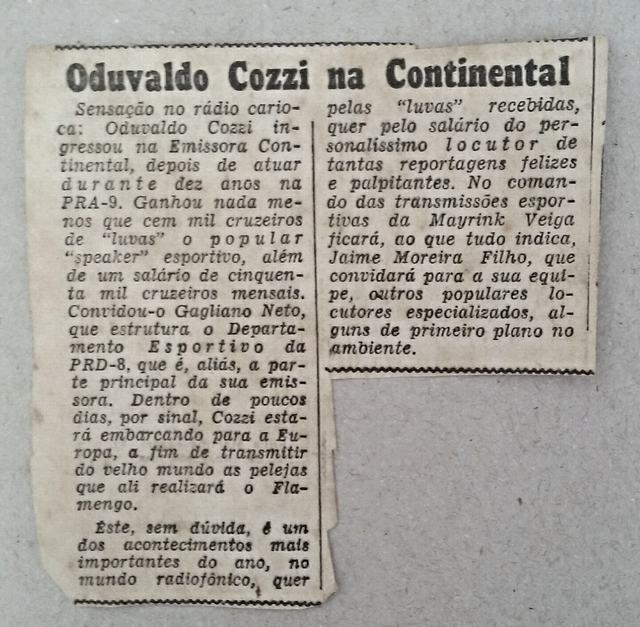 Oduvaldo Cozzi na Continental
Sensação no rádio cario-
ca: Oduvaldo Cozzi in-
gressou na Emissora Con-
tinental, depois de atuar
durante dez anos na
PRA-9. Ganhou nada me-
nos que cem mil cruzeiros
de "luvas" o popular
"speaker" esportivo, além
de um salário de cinquen-
ta mil cruzeiros mensais.
Convidou-o Gagliano Neto,
que estrutura o Departa-
mento Esportivo da
PRD-8, que é, aliás, a par-
te principal da sua emis-
sora. Dentro de poucos
dias, por sinal, Cozzi esta-
rá embarcando para a Eu-
ropa, a fim de transmitir
do velho mundo as pelejas
que ali realizará o Fla-
mengo.
Êste, sem dúvida, é um
dos acontecimentos mais
importantes do ano, no
mundo radiofônico, quer
pelas "luvas" recebidas,
quer pelo salário do per-
sonalíssimo locutor de
tantas reportagens felizes
e palpitantes. No coman-
do das transmissões espor-
tivas da Mayrink Veiga
ficará, ao que tudo indica,
Jaime Moreira Filho, que
convidará para a sua equi-
pe, outros populares lo-
cutores especializados, al-
guns de primeiro plano no
ambiente.